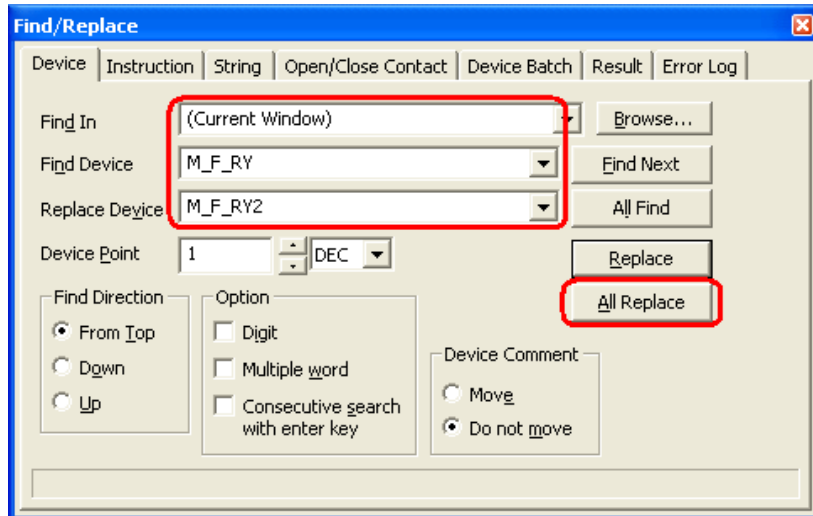 Find/Replace
Device Instruction String Open/Close Contact Device Batch Result Error Log
Find In (Current Window) Browse...
Find Device M_F_RY Find Next
Replace Device M_F_RY2 All Find
Device Point 1 DEC Replace
All Replace
Find Direction
From Top
Down
Up
Option
Digit
Multiple word
Consecutive search
with enter key
Device Comment
Move
Do not move